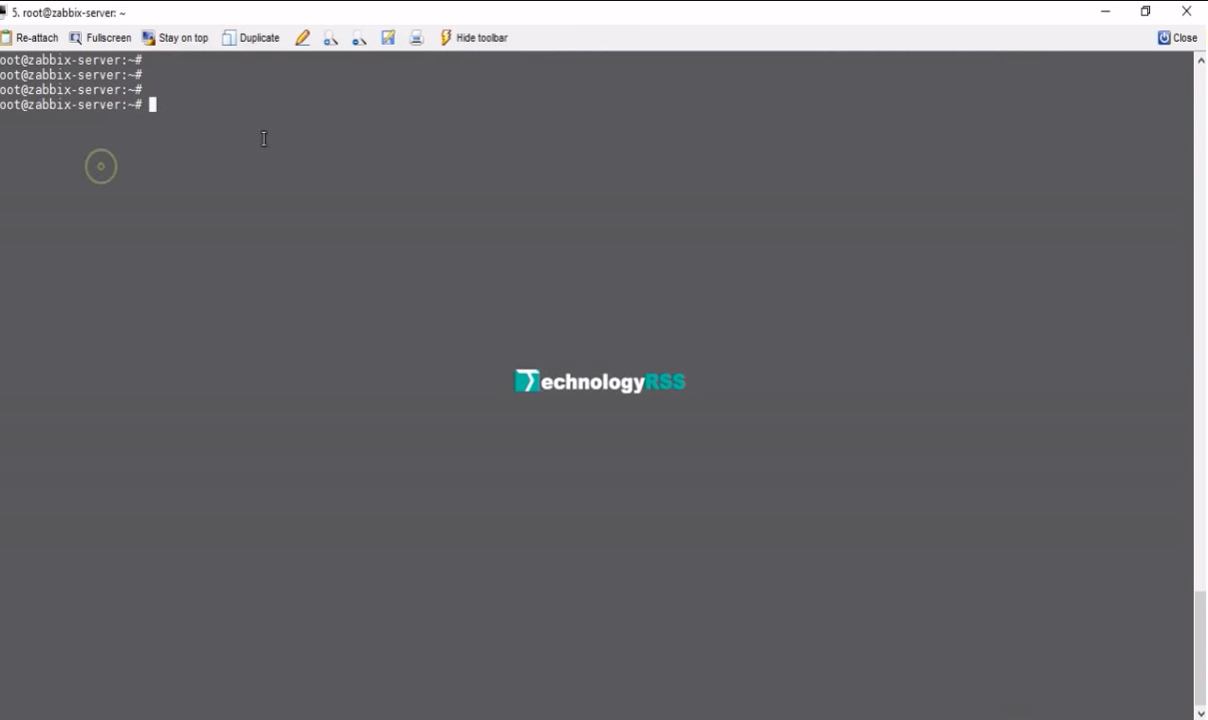 5. root@zabbix-server: ~
Re-attach Fullscreen Stay on top Duplicate Hide toolbar Close
oot@zabbix-server:~#
oot@zabbix-server:~#
oot@zabbix-server:~#
oot@zabbix-server:~#
TechnologyRSS